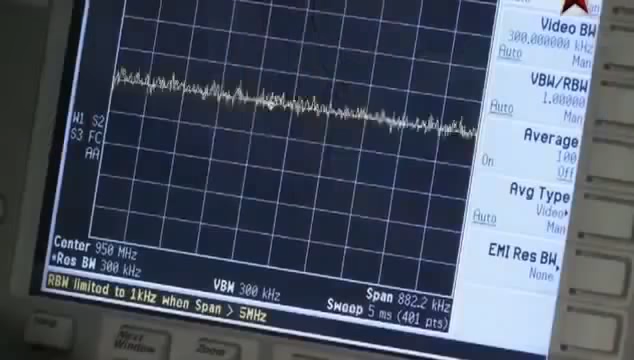 Video BW
300.000000 kHz
Auto Man
VBW/RBW
1.00000
Auto Man
Average
100
On Off
Avg Type
Video
Auto Man
EMI Res BW
None
W1 S2
S3 FC
AA
Center 950 MHz
*Res BW 300 kHz
VBW 300 kHz
Span 882.2 kHz
Sweep 5 ms (401 pts)
RBW limited to 1kHz when Span > 5MHz
Next
Window
Zoom